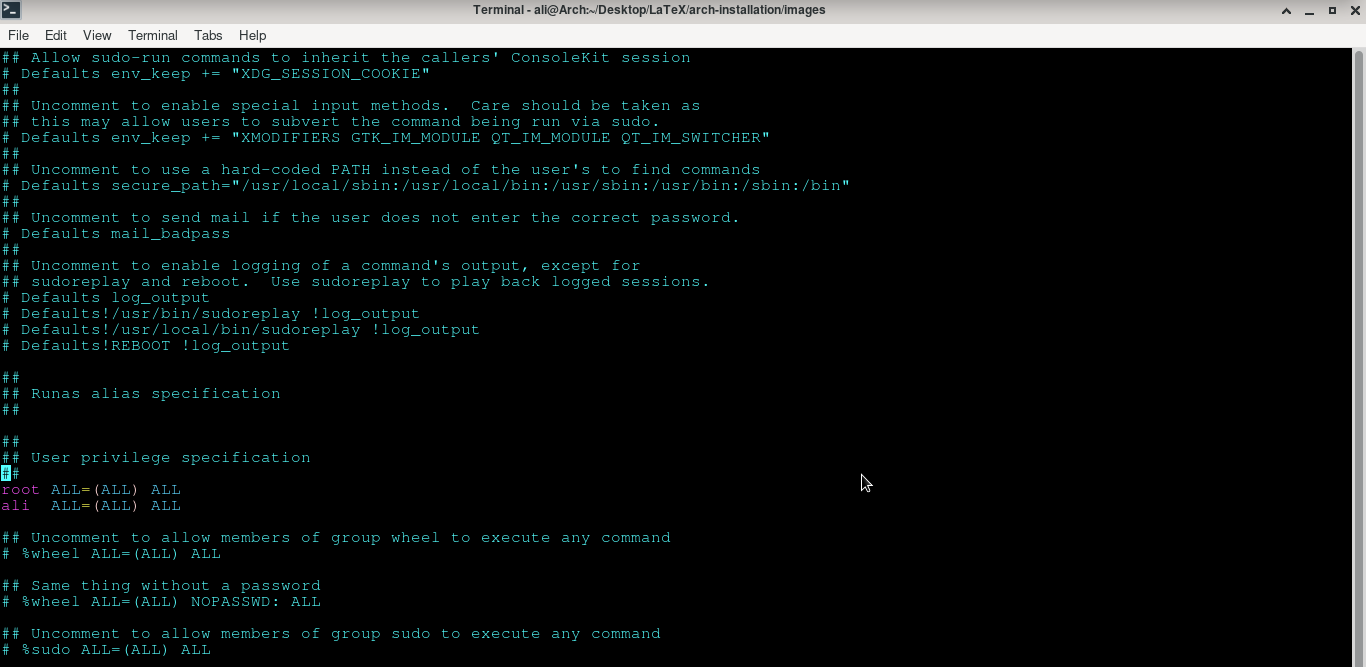 Terminal - ali@Arch:~/Desktop/LaTeX/arch-installation/images
File Edit View Terminal Tabs Help
## Allow sudo-run commands to inherit the callers' ConsoleKit session
# Defaults env_keep += "XDG_SESSION_COOKIE"
##
## Uncomment to enable special input methods.  Care should be taken as
## this may allow users to subvert the command being run via sudo.
# Defaults env_keep += "XMODIFIERS GTK_IM_MODULE QT_IM_MODULE QT_IM_SWITCHER"
##
## Uncomment to use a hard-coded PATH instead of the user's to find commands
# Defaults secure_path="/usr/local/sbin:/usr/local/bin:/usr/sbin:/usr/bin:/sbin:/bin"
##
## Uncomment to send mail if the user does not enter the correct password.
# Defaults mail_badpass
##
## Uncomment to enable logging of a command's output, except for
## sudoreplay and reboot.  Use sudoreplay to play back logged sessions.
# Defaults log_output
# Defaults!/usr/bin/sudoreplay !log_output
# Defaults!/usr/local/bin/sudoreplay !log_output
# Defaults!REBOOT !log_output

##
## Runas alias specification
##

##
## User privilege specification
##
root ALL=(ALL) ALL
ali  ALL=(ALL) ALL

## Uncomment to allow members of group wheel to execute any command
# %wheel ALL=(ALL) ALL

## Same thing without a password
# %wheel ALL=(ALL) NOPASSWD: ALL

## Uncomment to allow members of group sudo to execute any command
# %sudo ALL=(ALL) ALL